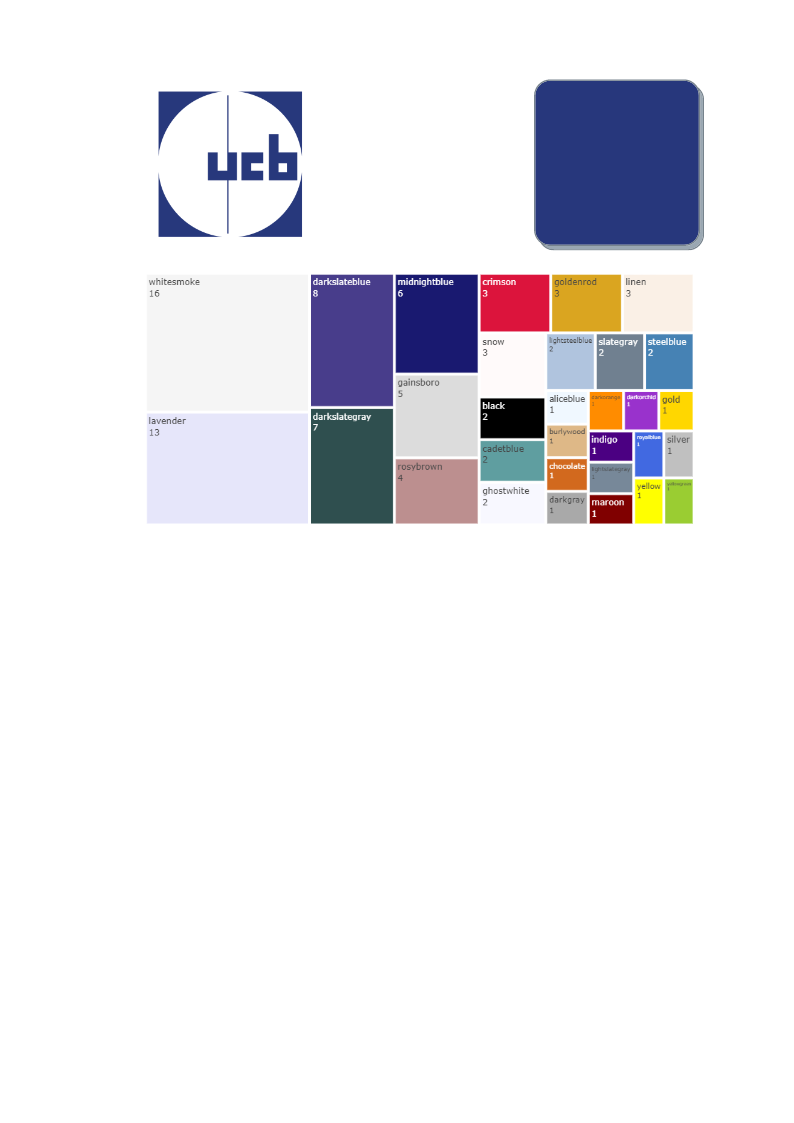 ucb
whitesmoke
16
darkslateblue
8
midnightblue
6
crimson
3
goldenrod
3
linen
3
snow
3
lightsteelblue
2
slategray
2
steelblue
2
gainsboro
5
aliceblue
1
darkorange
1
darkorchid
1
gold
1
black
2
lavender
13
darkslategray
7
burlywood
1
indigo
1
royalblue
1
silver
1
cadetblue
2
rosybrown
4
chocolate
1
lightslategray
1
ghostwhite
2
darkgray
1
maroon
1
yellow
1
yellowgreen
1